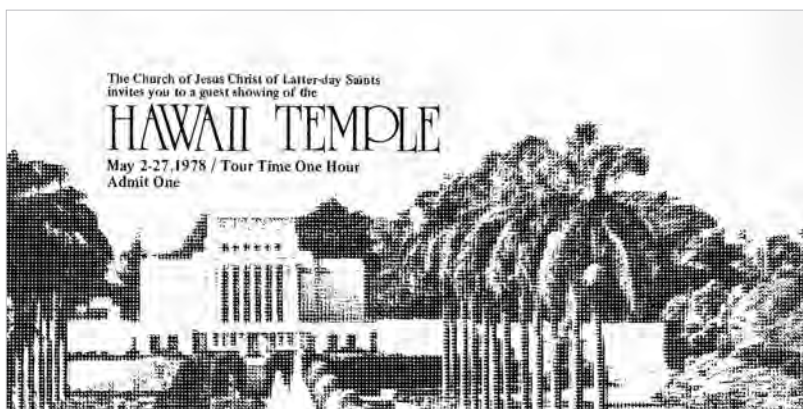 The Church of Jesus Christ of Latter-day Saints
invites you to a guest showing of the
HAWAII TEMPLE
May 2-27,1978 / Tour Time One Hour
Admit One